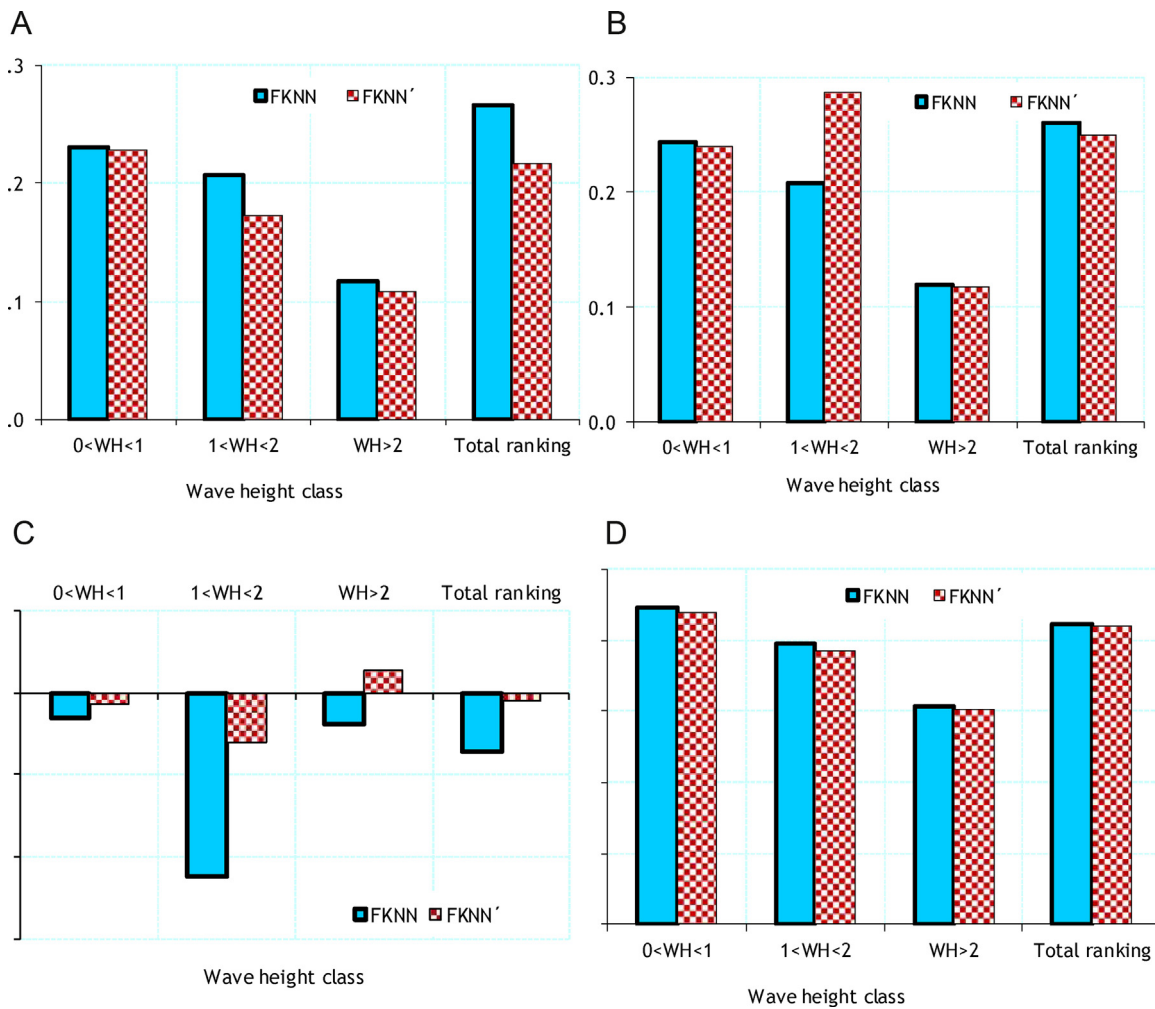 A
.3
FKNN FKNN´
.2
.1
.0
0<WH<1 1<WH<2 WH>2 Total ranking
Wave height class
B
0.3
FKNN FKNN´
0.2
0.1
0.0
0<WH<1 1<WH<2 WH>2 Total ranking
Wave height class
C
0<WH<1 1<WH<2 WH>2 Total ranking
FKNN FKNN´
Wave height class
D
FKNN FKNN´
0<WH<1 1<WH<2 WH>2 Total ranking
Wave height class